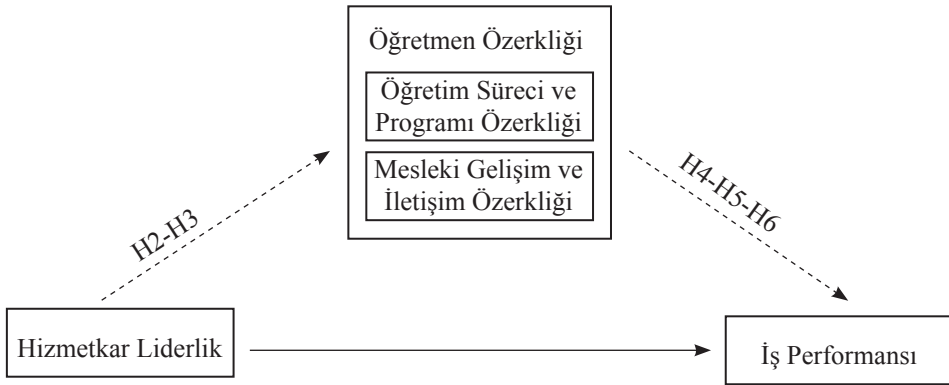 Öğretmen Özerkliği
Öğretim Süreci ve
Programı Özerkliği
Mesleki Gelişim ve
İletişim Özerkliği
H2-H3
H4-H5-H6
Hizmetkar Liderlik
İş Performansı